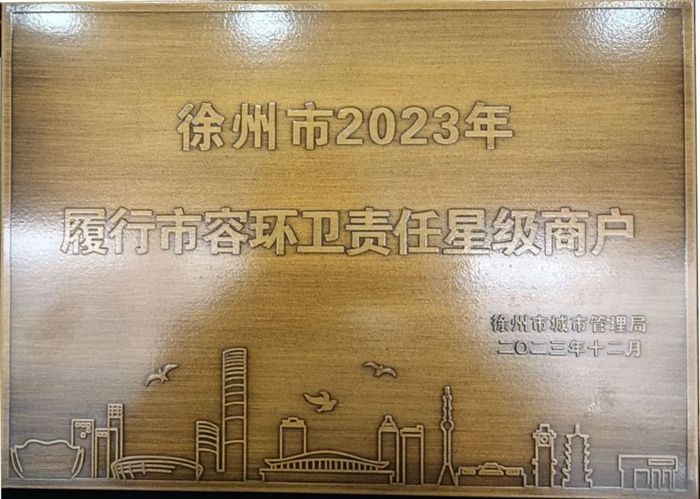 徐州市2023年
履行市容环卫责任星级商户
徐州市城市管理局
二〇二三年十二月